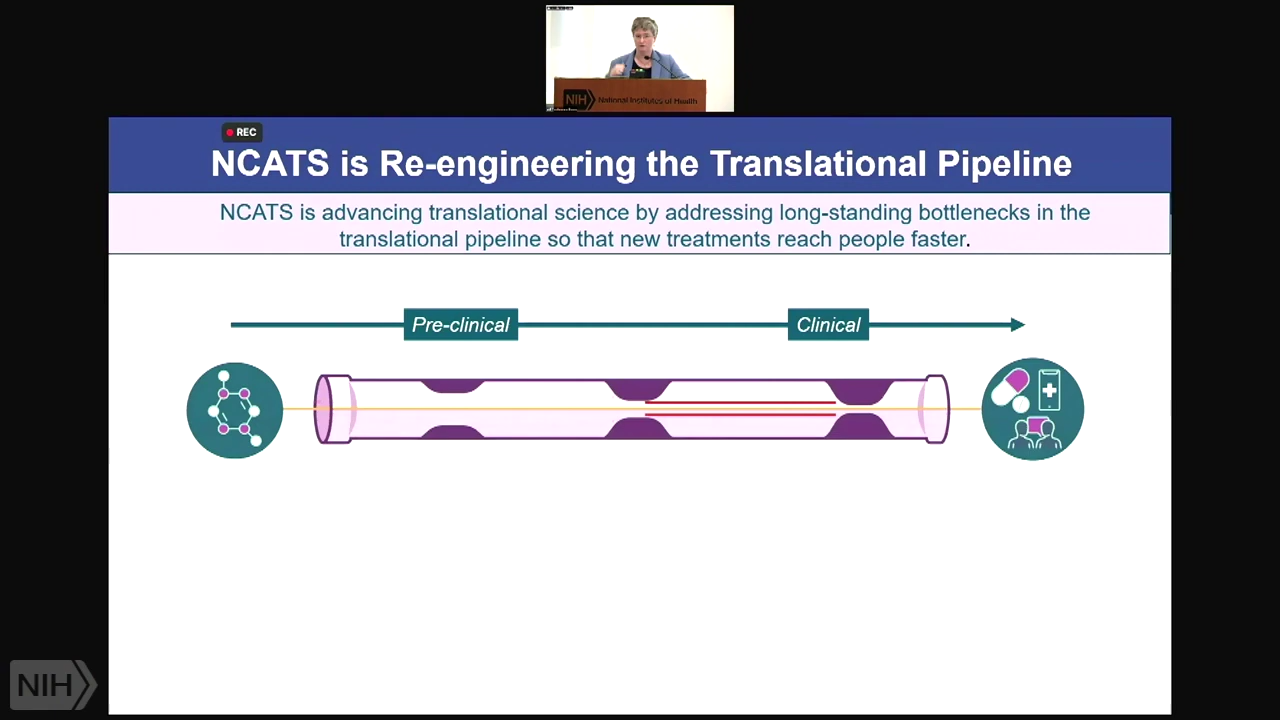 NIH National Institutes of Health
REC
NCATS is Re-engineering the Translational Pipeline
NCATS is advancing translational science by addressing long-standing bottlenecks in the
translational pipeline so that new treatments reach people faster.
Pre-clinical
Clinical
NIH